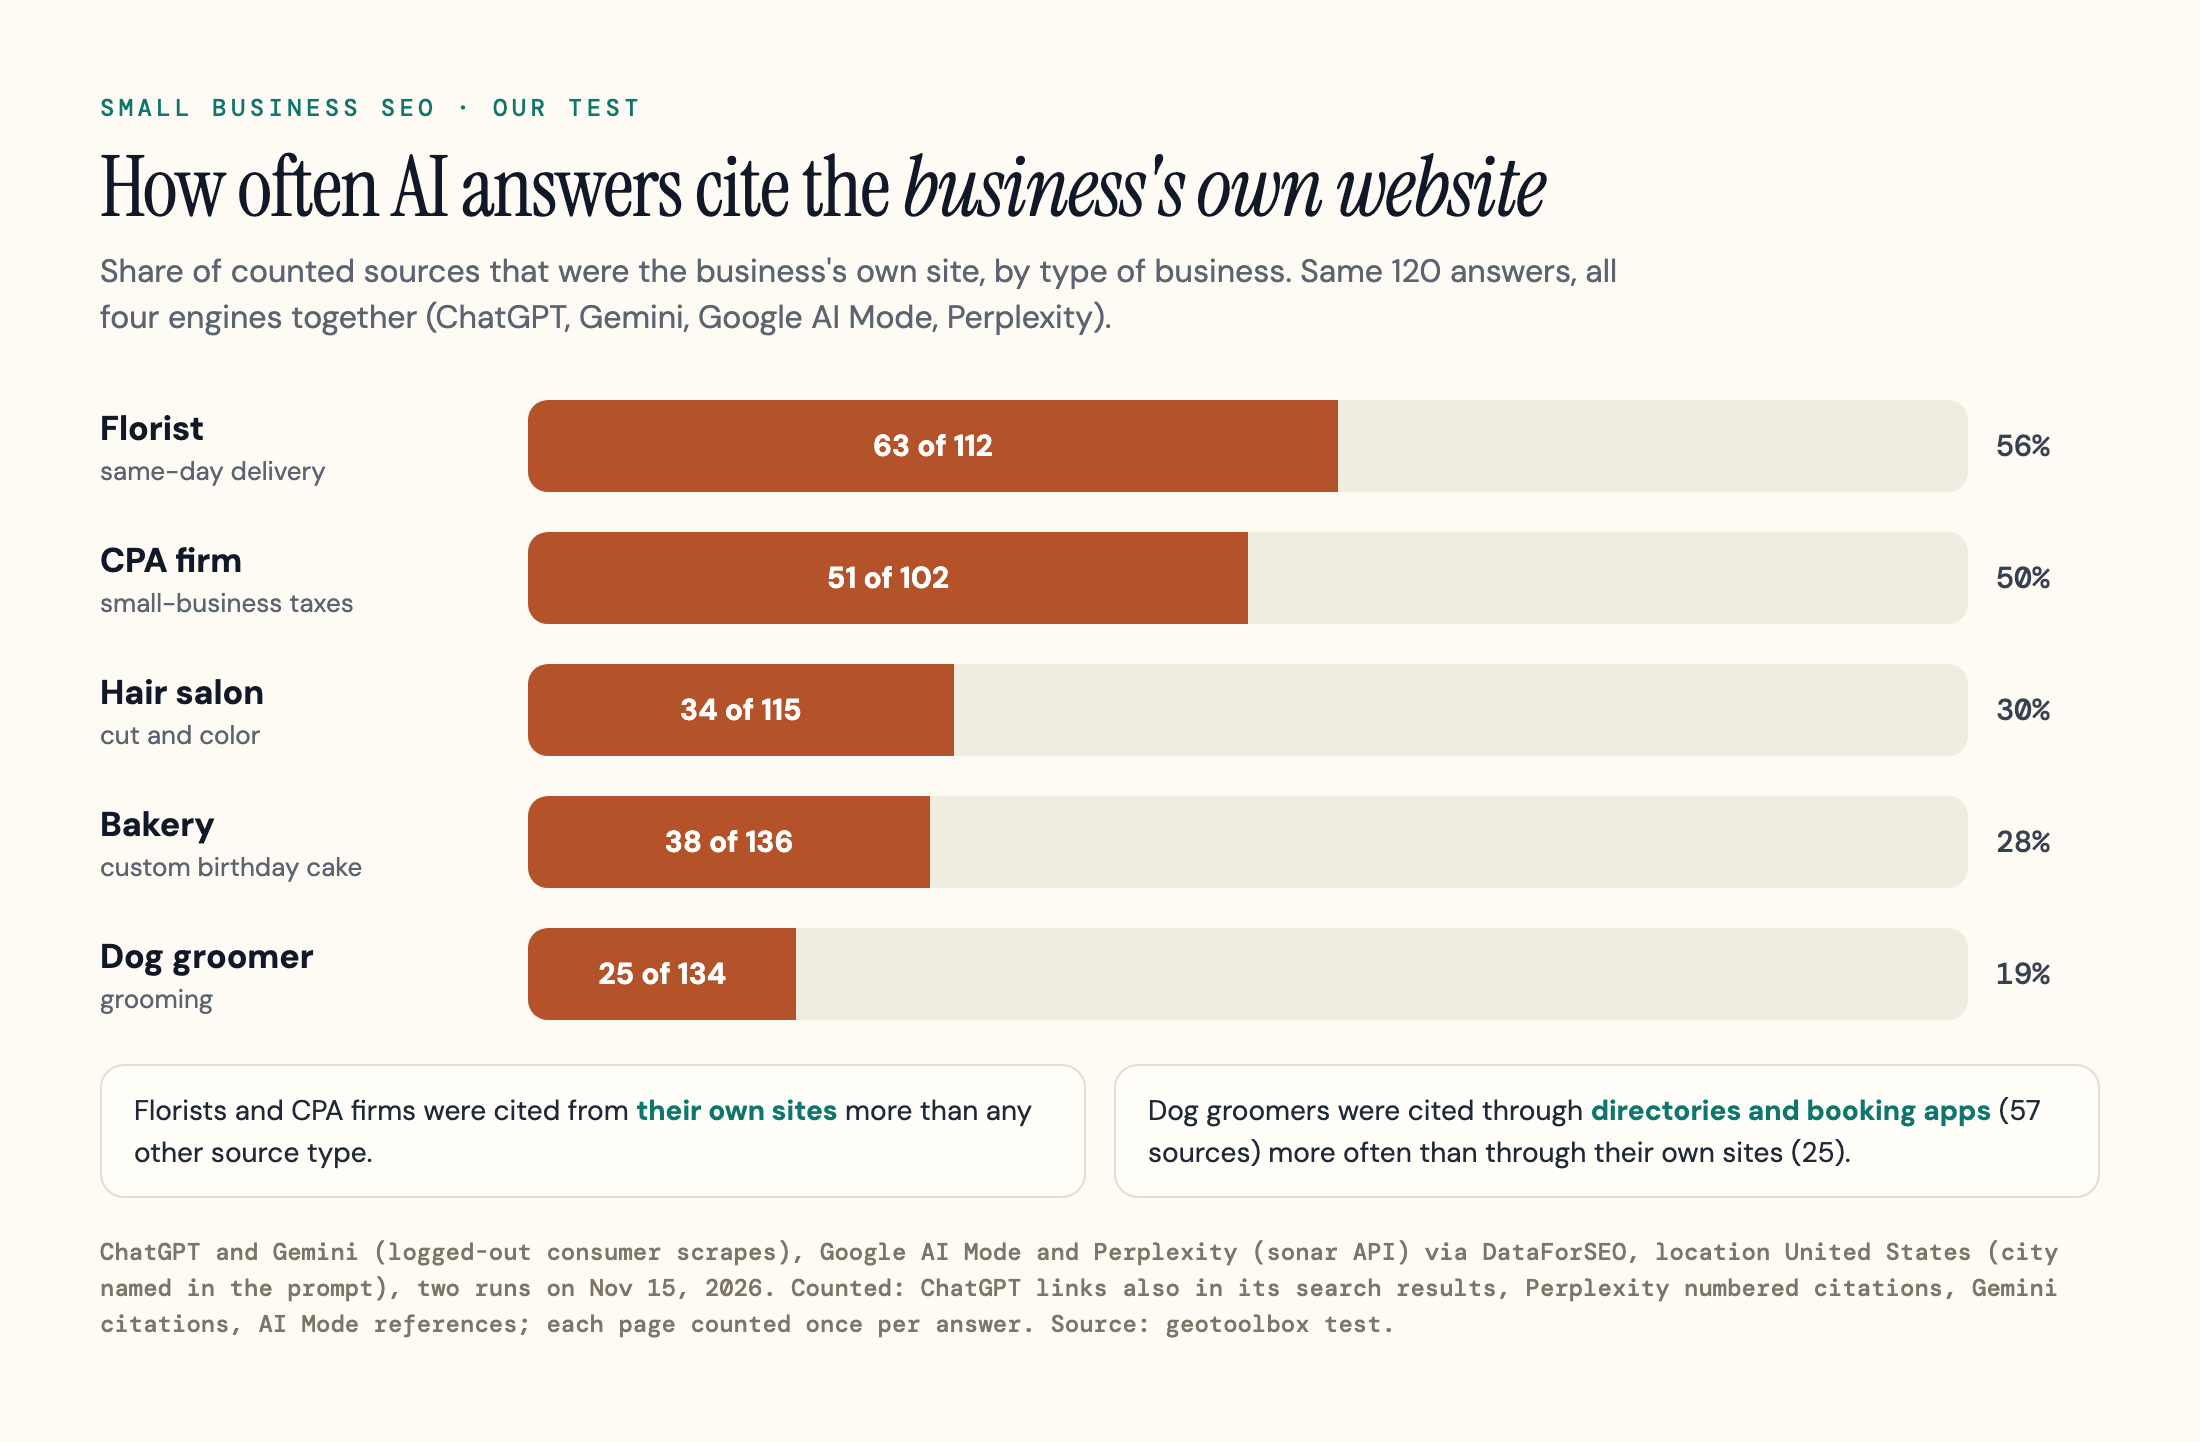 SMALL BUSINESS SEO · OUR TEST
How often AI answers cite the business's own website
Share of counted sources that were the business's own site, by type of business. Same 120 answers, all
four engines together (ChatGPT, Gemini, Google AI Mode, Perplexity).
Florist
same-day delivery
63 of 112
56%
CPA firm
small-business taxes
51 of 102
50%
Hair salon
cut and color
34 of 115
30%
Bakery
custom birthday cake
38 of 136
28%
Dog groomer
grooming
25 of 134
19%
Florists and CPA firms were cited from their own sites more than any
other source type.
Dog groomers were cited through directories and booking apps (57
sources) more often than through their own sites (25).
ChatGPT and Gemini (logged-out consumer scrapes), Google AI Mode and Perplexity (sonar API) via DataForSEO, location United States (city
named in the prompt), two runs on Nov 15, 2026. Counted: ChatGPT links also in its search results, Perplexity numbered citations, Gemini
citations, AI Mode references; each page counted once per answer. Source: geotoolbox test.